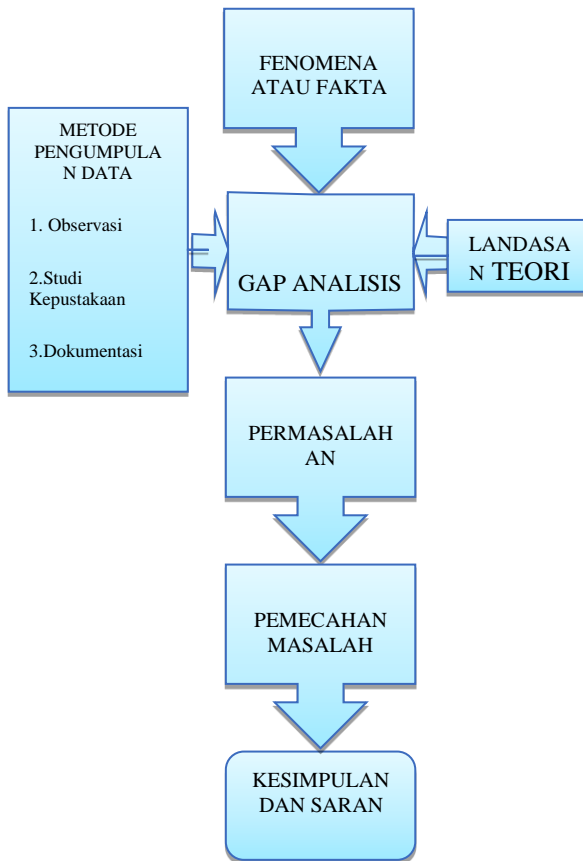 FENOMENA
ATAU FAKTA
METODE
PENGUMPULA
N DATA
1. Observasi
2.Studi
Kepustakaan
3.Dokumentasi
GAP ANALISIS
LANDASA
N TEORI
PERMASALAH
AN
PEMECAHAN
MASALAH
KESIMPULAN
DAN SARAN